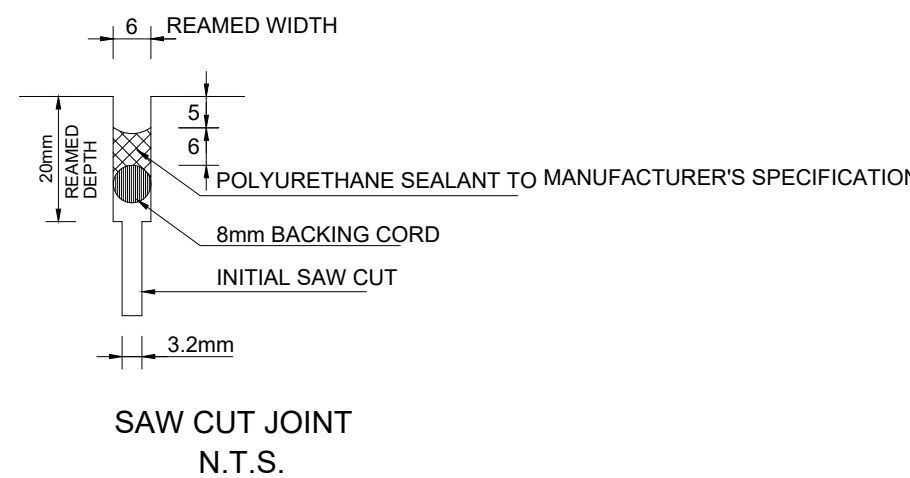 6 REAMED WIDTH
5
6
20mm
REAMED
DEPTH
POLYURETHANE SEALANT TO MANUFACTURER'S SPECIFICATION
8mm BACKING CORD
INITIAL SAW CUT
3.2mm
SAW CUT JOINT
N.T.S.